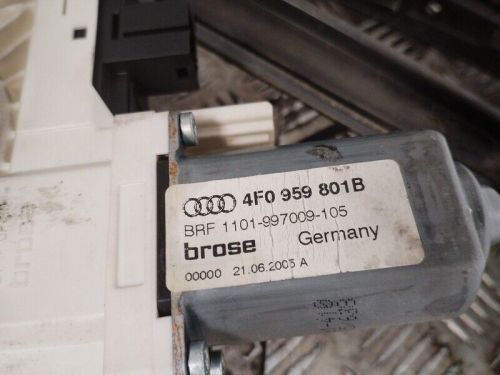 4F0 959 801B
BRF 1101-997009-105
brose Germany
00000 21.06.2005 A